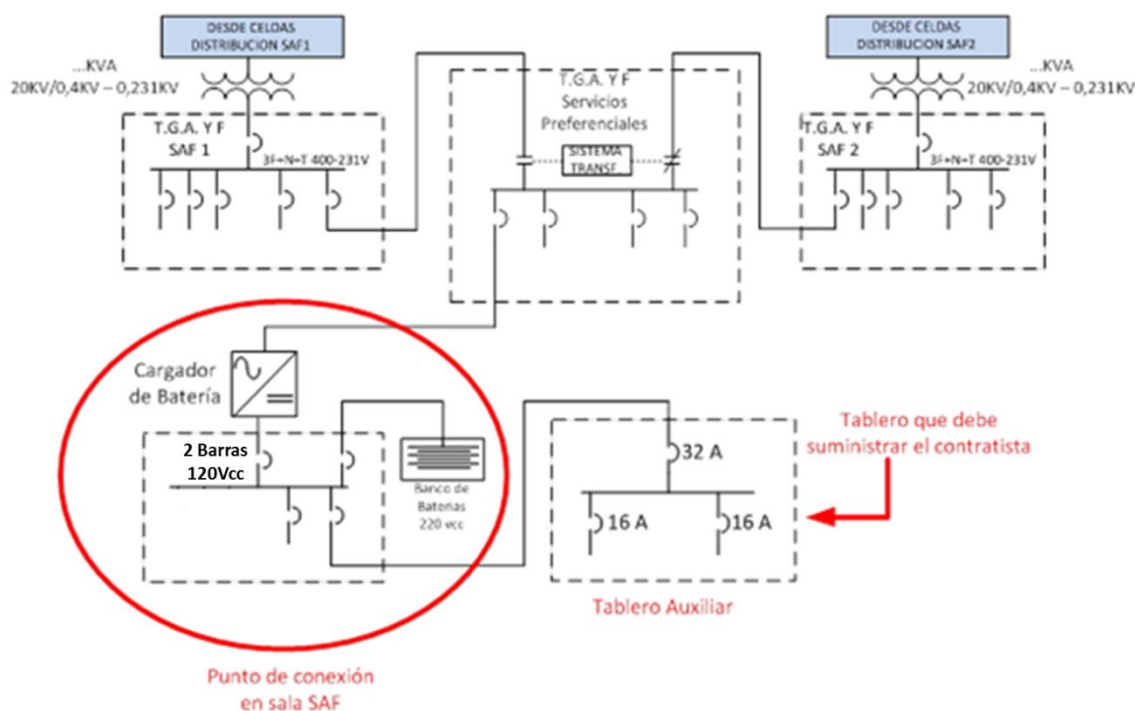 DESDE CELDAS
DISTRIBUCION SAF1
...KVA
20KV/0,4KV – 0,231KV
T.G.A. Y F
SAF 1
3F+N+T 400-231V
T.G.A. Y F
Servicios
Preferenciales
SISTEMA
TRANSF.
DESDE CELDAS
DISTRIBUCION SAF2
...KVA
20KV/0,4KV – 0,231KV
T.G.A. Y F
SAF 2
3F+N+T 400-231V
Cargador
de Batería
2 Barras
120Vcc
Banco de
Baterias
220 vcc
32 A
16 A
16 A
Tablero que debe
suministrar el contratista
Tablero Auxiliar
Punto de conexión
en sala SAF